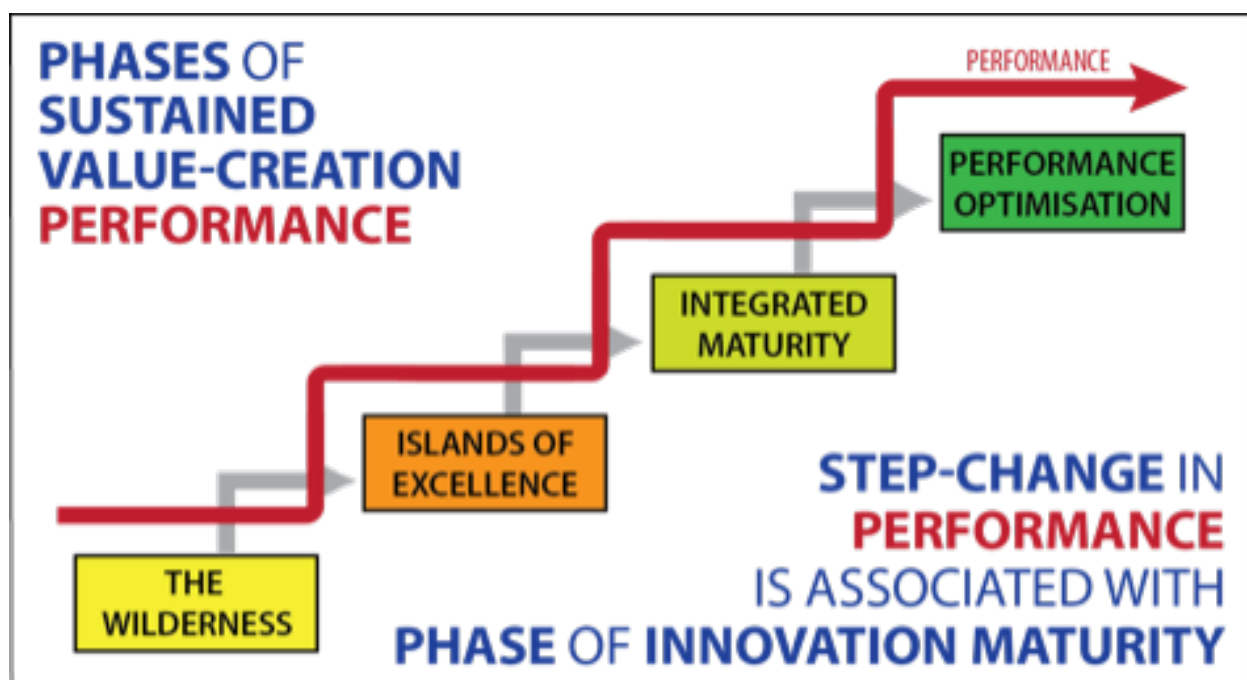 PHASES OF
SUSTAINED
VALUE-CREATION
PERFORMANCE
PERFORMANCE
PERFORMANCE
OPTIMISATION
INTEGRATED
MATURITY
ISLANDS OF
EXCELLENCE
THE
WILDERNESS
STEP-CHANGE IN
PERFORMANCE
IS ASSOCIATED WITH
PHASE OF INNOVATION MATURITY